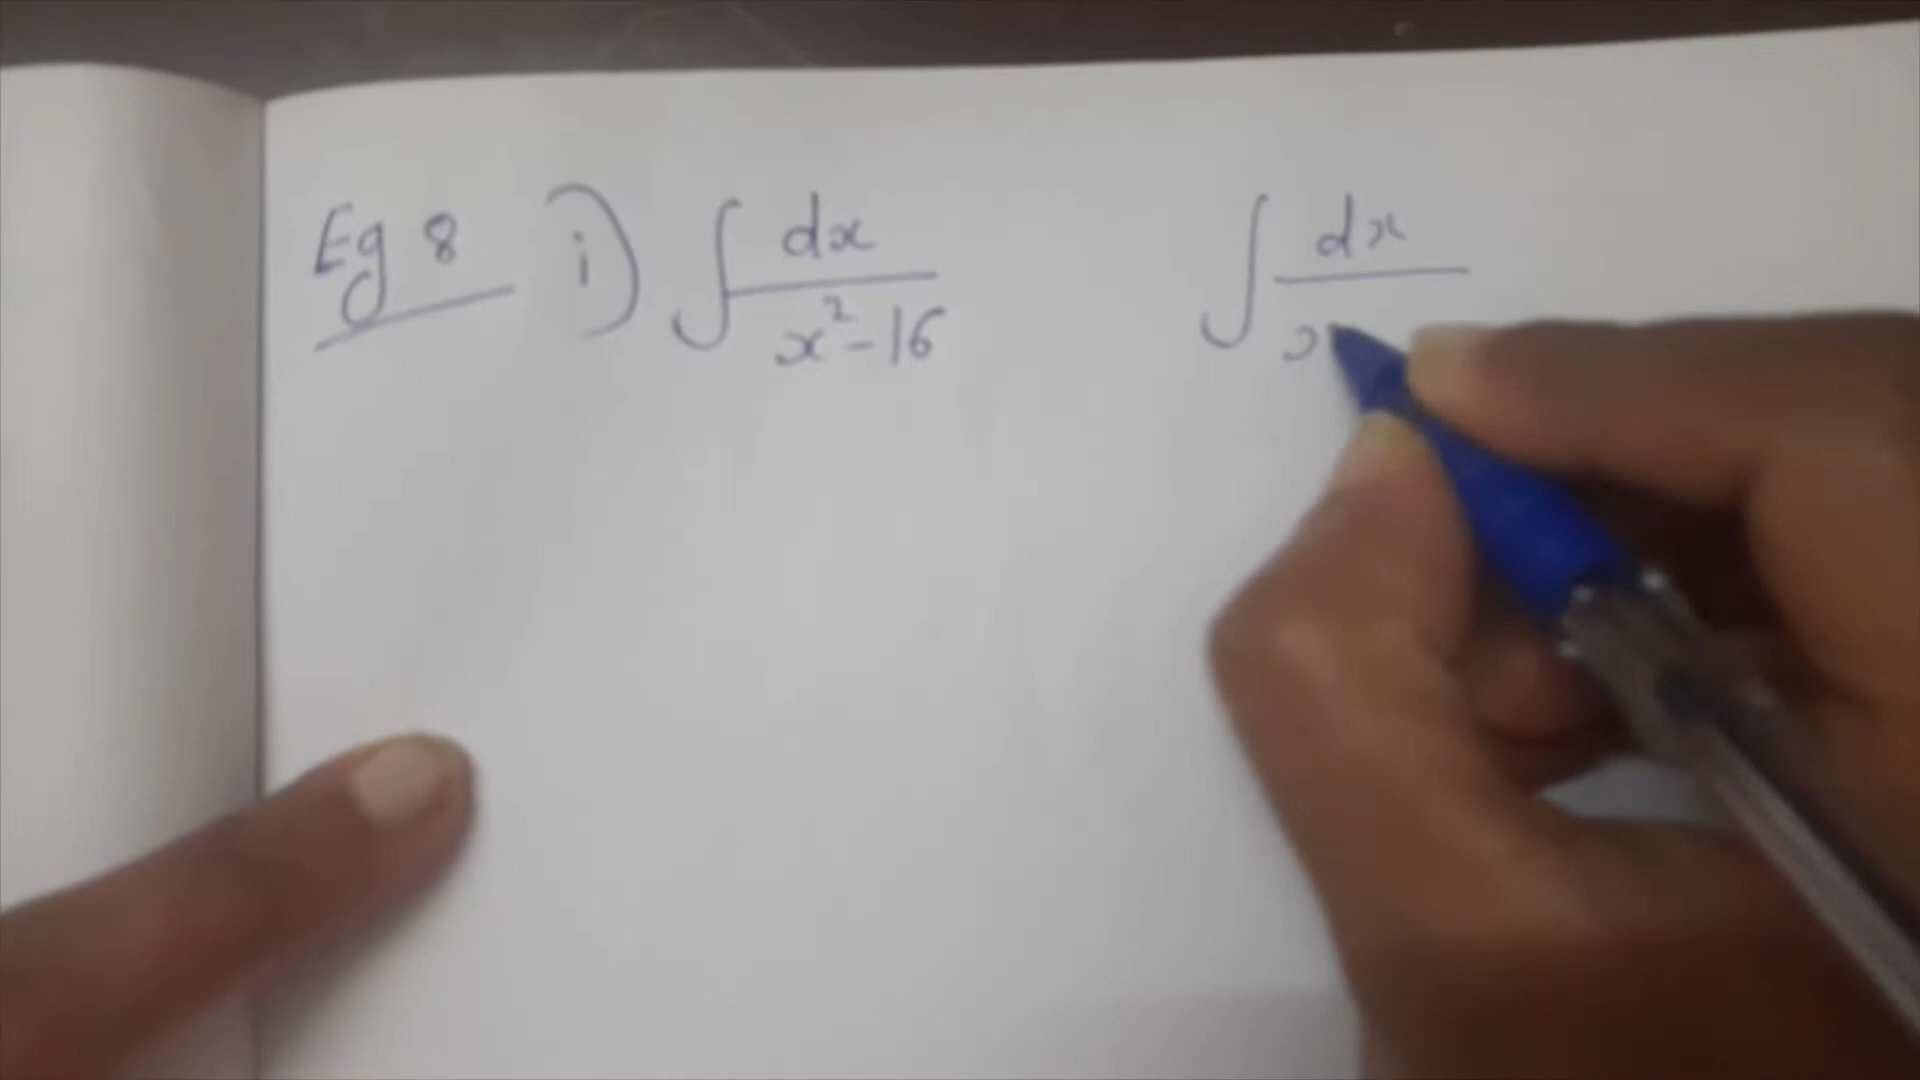 Eg 8 i) ∫ dx / x² - 16 ∫ dx / x